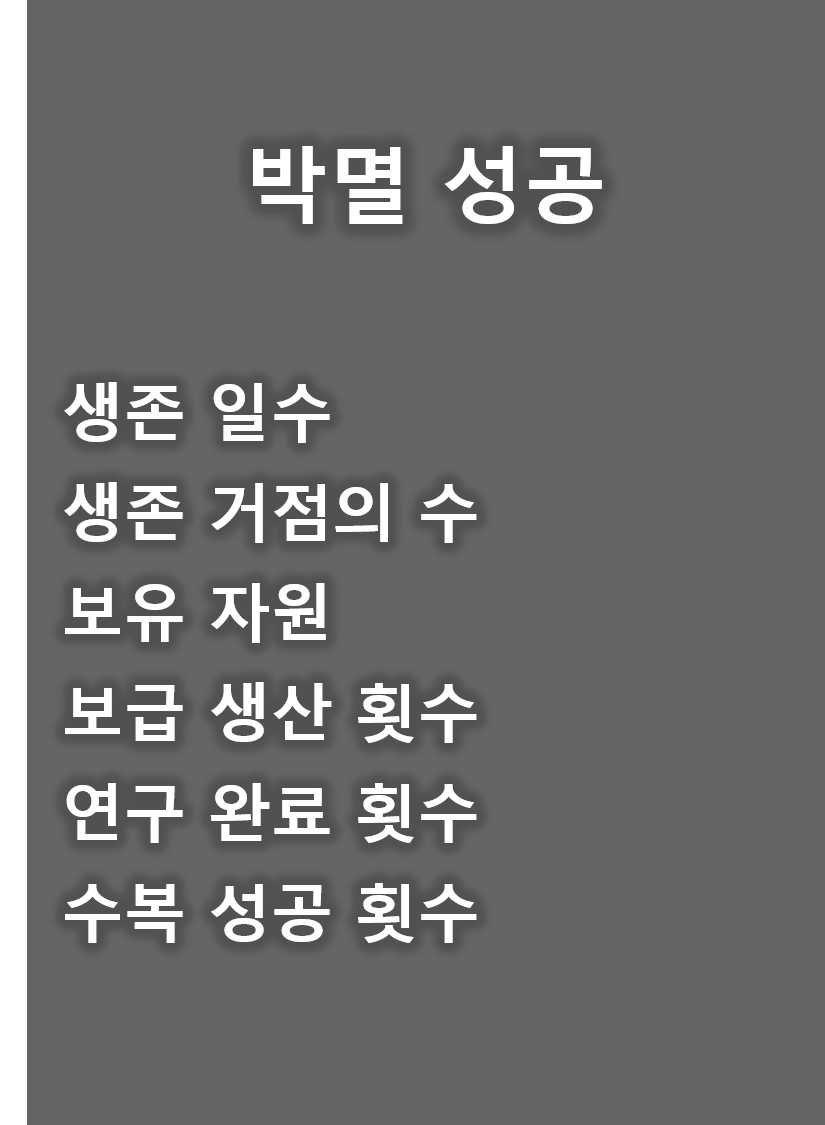 박멸 성공
생존 일수
생존 거점의 수
보유 자원
보급 생산 횟수
연구 완료 횟수
수복 성공 횟수